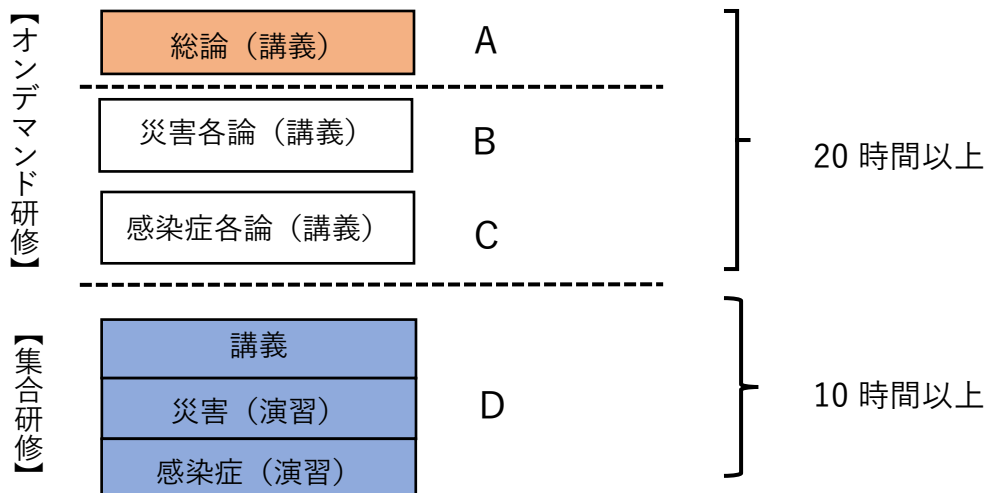 【オンデマンド研修】
総論（講義）
A
災害各論（講義）
B
感染症各論（講義）
C
20 時間以上
【集合研修】
講義
災害（演習）
感染症（演習）
D
10 時間以上